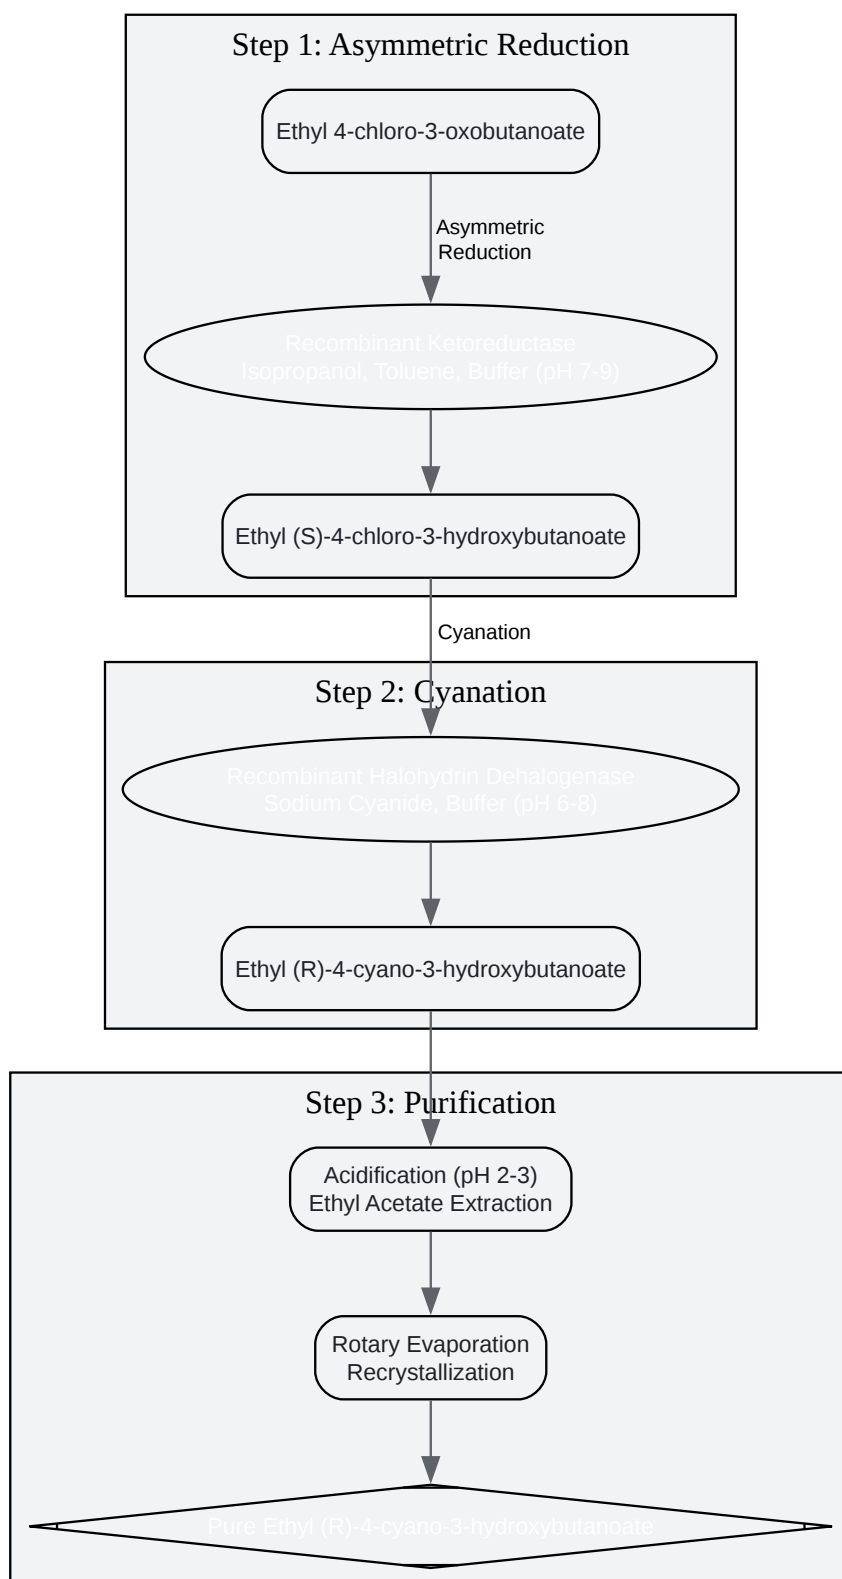 Step 1: Asymmetric Reduction
Ethyl 4-chloro-3-oxobutanoate
Asymmetric
Reduction
Recombinant Ketoreductase
Isopropanol, Toluene, Buffer (pH 7-9)
Ethyl (S)-4-chloro-3-hydroxybutanoate
Cyanation
Step 2: Cyanation
Recombinant Halohydrin Dehalogenase
Sodium Cyanide, Buffer (pH 6-8)
Ethyl (R)-4-cyano-3-hydroxybutanoate
Step 3: Purification
Acidification (pH 2-3)
Ethyl Acetate Extraction
Rotary Evaporation
Recrystallization
Pure Ethyl (R)-4-cyano-3-hydroxybutanoate